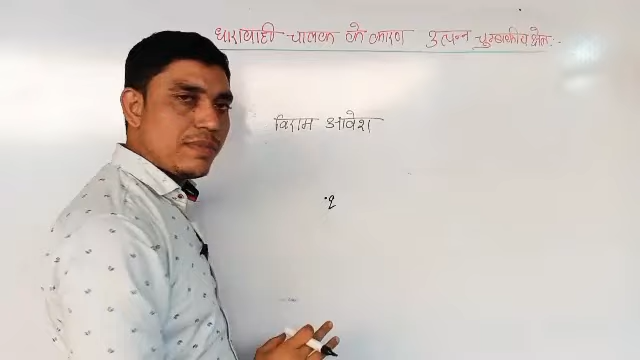 धारावाही चालक के कारण उत्पन्न चुम्बकीय क्षेत्र :-
विराम आवेश
.q